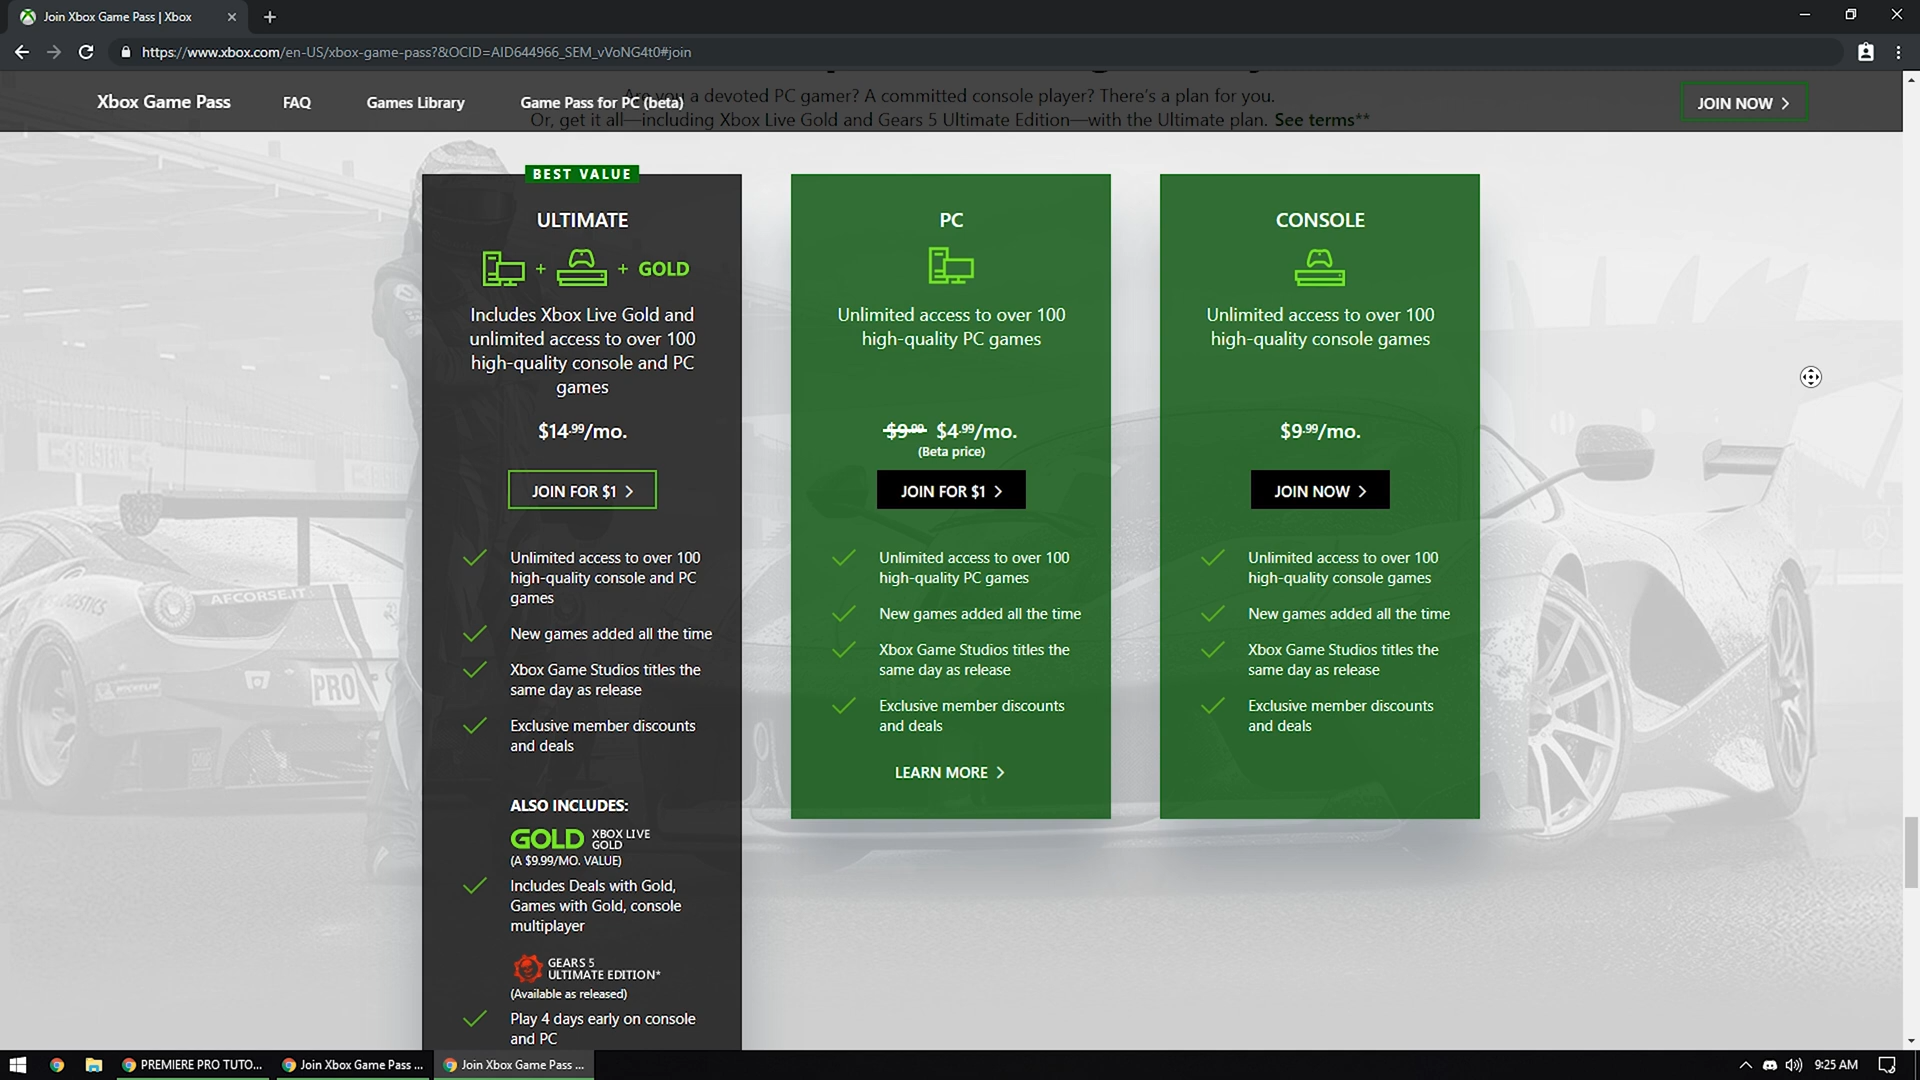 Join Xbox Game Pass | Xbox
https://www.xbox.com/en-US/xbox-game-pass?&OCID=AID644966_SEM_vVoNG4t0#join
Xbox Game Pass
FAQ
Games Library
Game Pass for PC (beta)
JOIN NOW
Are you a devoted PC gamer? A committed console player? There's a plan for you.
Or, get it all—including Xbox Live Gold and Gears 5 Ultimate Edition—with the Ultimate plan. See terms**
BEST VALUE
ULTIMATE
+ + GOLD
Includes Xbox Live Gold and
unlimited access to over 100
high-quality console and PC
games
$14.99/mo.
JOIN FOR $1
Unlimited access to over 100
high-quality console and PC
games
New games added all the time
Xbox Game Studios titles the
same day as release
Exclusive member discounts
and deals
ALSO INCLUDES:
GOLD XBOX LIVE
GOLD
(A $9.99/MO. VALUE)
Includes Deals with Gold,
Games with Gold, console
multiplayer
GEARS 5
ULTIMATE EDITION*
(Available as released)
Play 4 days early on console
and PC
PC
Unlimited access to over 100
high-quality PC games
$9.99 $4.99/mo.
(Beta price)
JOIN FOR $1
Unlimited access to over 100
high-quality PC games
New games added all the time
Xbox Game Studios titles the
same day as release
Exclusive member discounts
and deals
LEARN MORE
CONSOLE
Unlimited access to over 100
high-quality console games
$9.99/mo.
JOIN NOW
Unlimited access to over 100
high-quality console games
New games added all the time
Xbox Game Studios titles the
same day as release
Exclusive member discounts
and deals
AFCORSE.IT
PRO
PREMIERE PRO TUTO...
Join Xbox Game Pass ...
Join Xbox Game Pass ...
9:25 AM